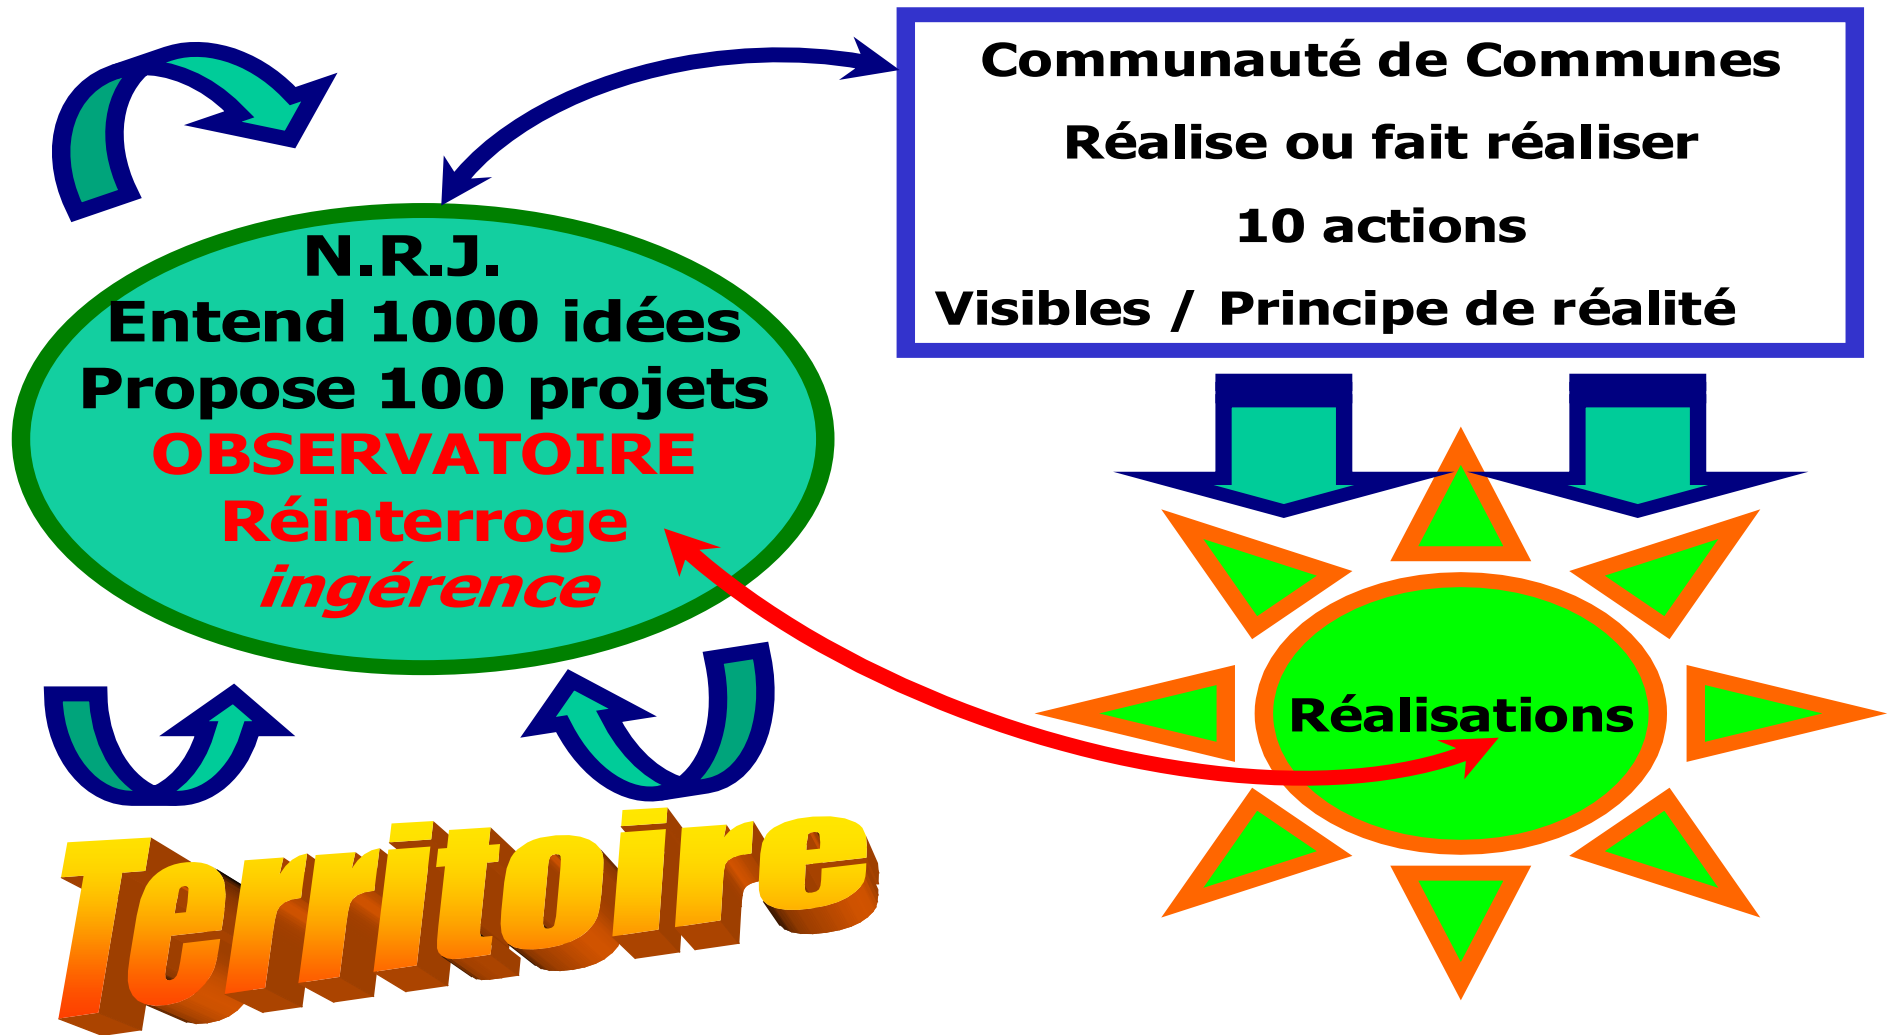 Communauté de Communes
Réalise ou fait réaliser
10 actions
Visibles / Principe de réalité
N.R.J.
Entend 1000 idées
Propose 100 projets
OBSERVATOIRE
Réinterroge
ingérence
Réalisations
Territoire